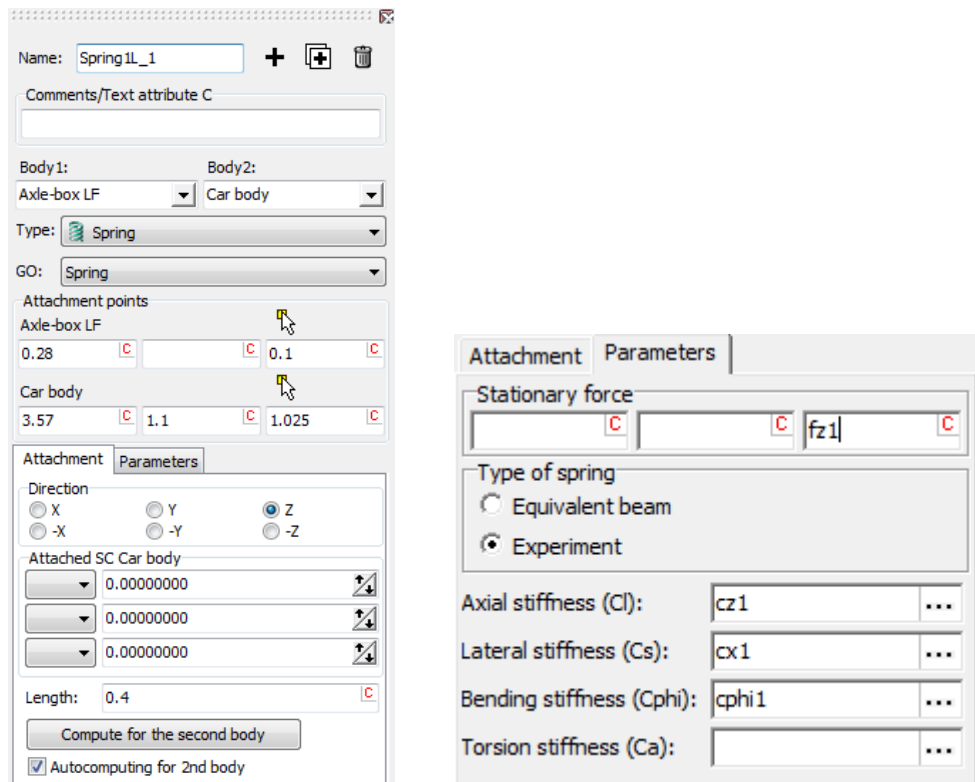 Name: Spring1L_1
Comments/Text attribute C
Body1: Body2:
Axle-box LF Car body
Type: Spring
GO: Spring
Attachment points
Axle-box LF
0.28 C C 0.1 C
Car body
3.57 C 1.1 C 1.025 C
Attachment Parameters
Direction
X Y Z
-X -Y -Z
Attached SC Car body
0.00000000
0.00000000
0.00000000
Length: 0.4 C
Compute for the second body
Autocomputing for 2nd body
Attachment Parameters
Stationary force
C C fz1 C
Type of spring
Equivalent beam
Experiment
Axial stiffness (Cl): cz1 ...
Lateral stiffness (Cs): cx1 ...
Bending stiffness (Cphi): cphi1 ...
Torsion stiffness (Ca): ...